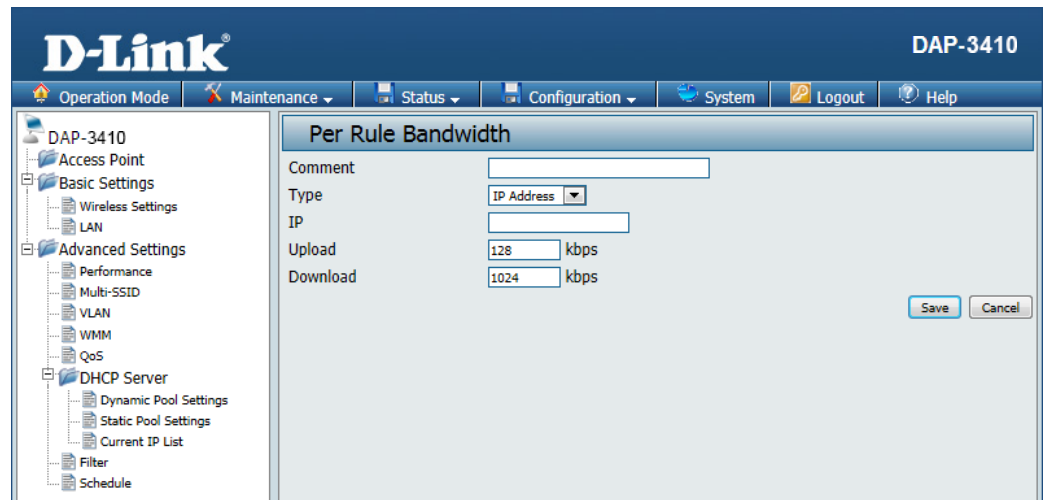 D-Link®
DAP-3410
Operation Mode
Maintenance
Status
Configuration
System
Logout
Help
DAP-3410
Access Point
Basic Settings
Wireless Settings
LAN
Advanced Settings
Performance
Multi-SSID
VLAN
WMM
QoS
DHCP Server
Dynamic Pool Settings
Static Pool Settings
Current IP List
Filter
Schedule
Per Rule Bandwidth
Comment
Type IP Address
IP
Upload 128 kbps
Download 1024 kbps
Save Cancel